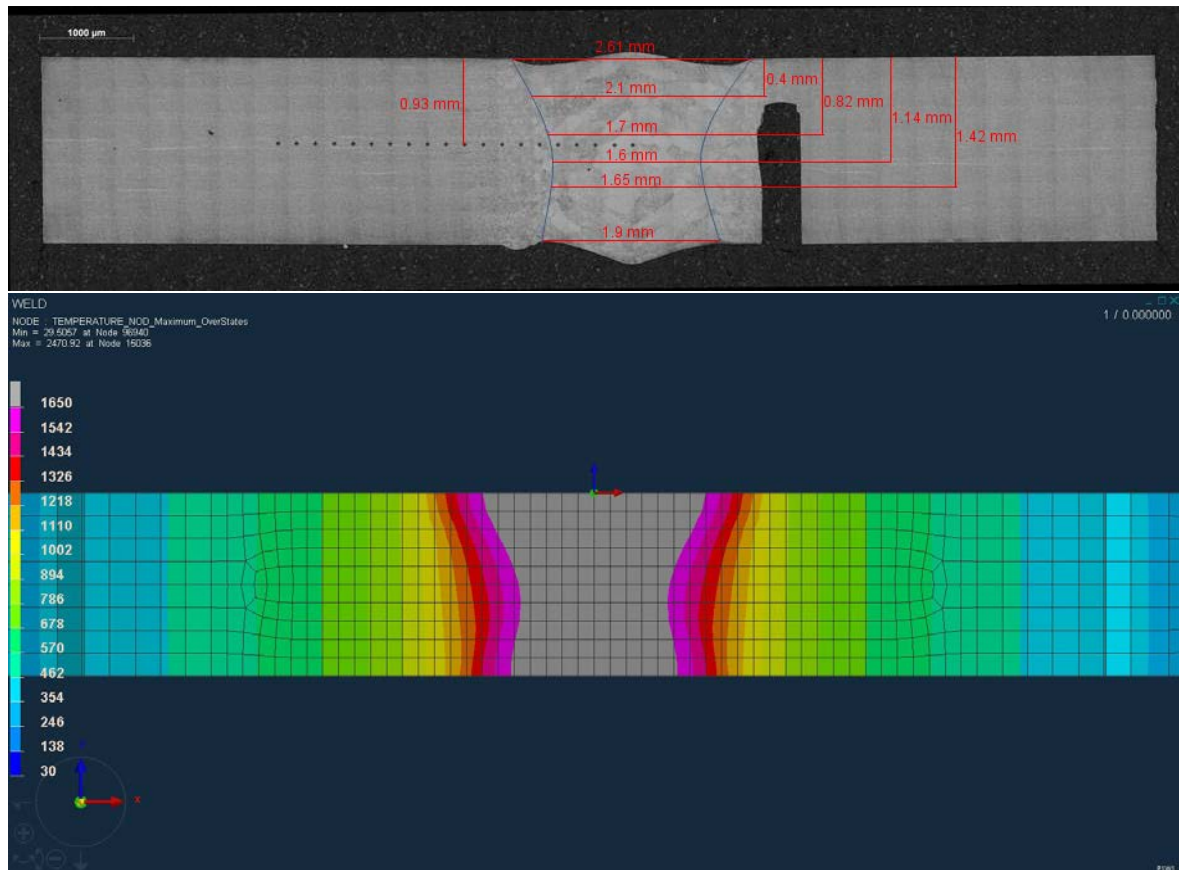 1000 µm
2.61 mm
0.4 mm
2.1 mm
0.93 mm
0.82 mm
1.14 mm
1.7 mm
1.42 mm
1.6 mm
1.65 mm
1.9 mm
WELD
1 / 0.000000
NODE : TEMPERATURE_NOD_Maximum_OverStates
Min = 29.5057 at Node 96940
Max = 2470.92 at Node 15036
1650
1542
1434
1326
1218
1110
1002
894
786
678
570
462
354
246
138
30
X